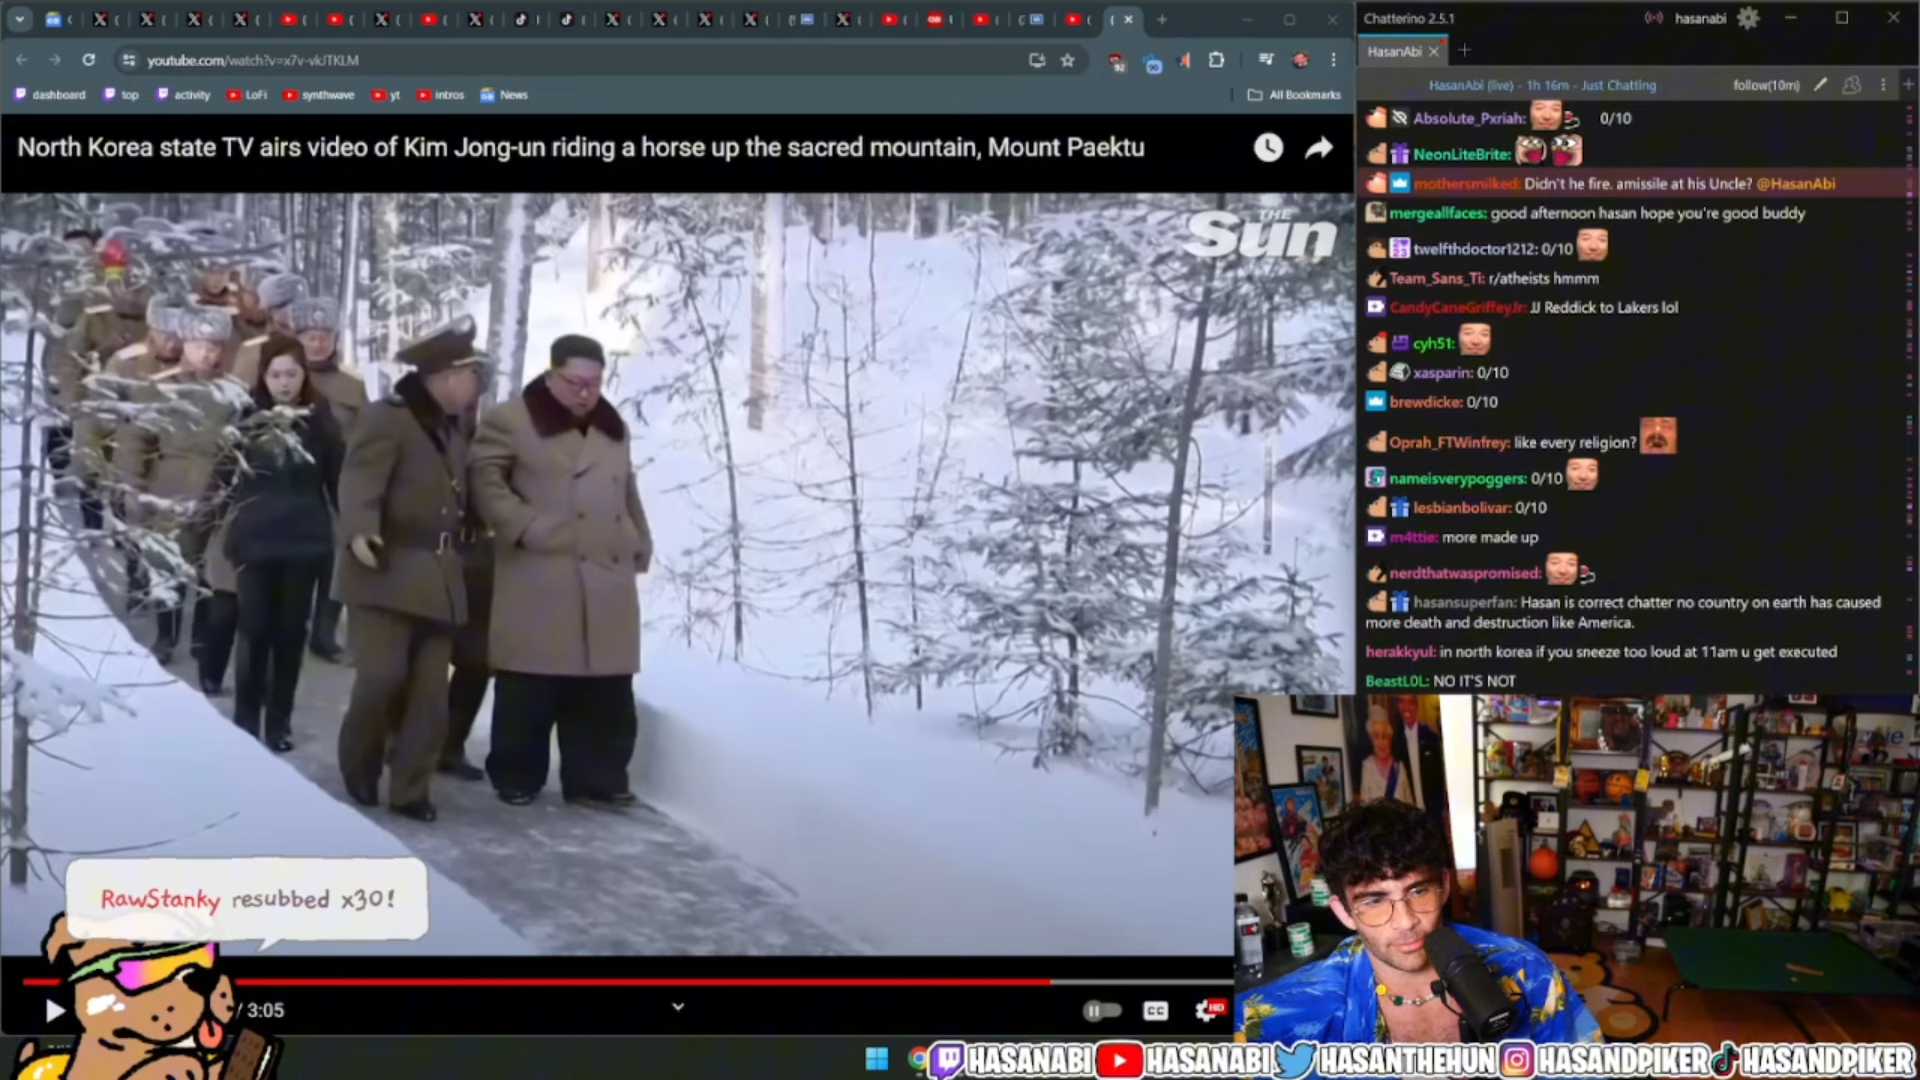 youtube.com/watch?v=x7v-vkJTKLM
dashboard
top
activity
LoFi
synthwave
yt
intros
News
All Bookmarks
North Korea state TV airs video of Kim Jong-un riding a horse up the sacred mountain, Mount Paektu
THE
Sun
RawStanky resubbed x30!
/ 3:05
CC
HD
Chatterino 2.5.1
hasanabi
HasanAbi
HasanAbi (live) - 1h 16m - Just Chatting
follow(10m)
Absolute_Pxriah: 0/10
NeonLiteBrite:
mothersmilked: Didn't he fire. amissile at his Uncle? @HasanAbi
mergeallfaces: good afternoon hasan hope you're good buddy
twelfthdoctor1212: 0/10
Team_Sans_Ti: r/atheists hmmm
CandyCaneGriffeyJr: JJ Reddick to Lakers lol
cyh51:
xasparin: 0/10
brewdicke: 0/10
Oprah_FTWinfrey: like every religion?
nameisverypoggers: 0/10
lesbianbolivar: 0/10
m4ttie: more made up
nerdthatwaspromised:
hasansuperfan: Hasan is correct chatter no country on earth has caused
more death and destruction like America.
herakkyul: in north korea if you sneeze too loud at 11am u get executed
BeastL0L: NO IT'S NOT
HASANABI HASANABI HASANTHEHUN HASANDPIKER HASANDPIKER